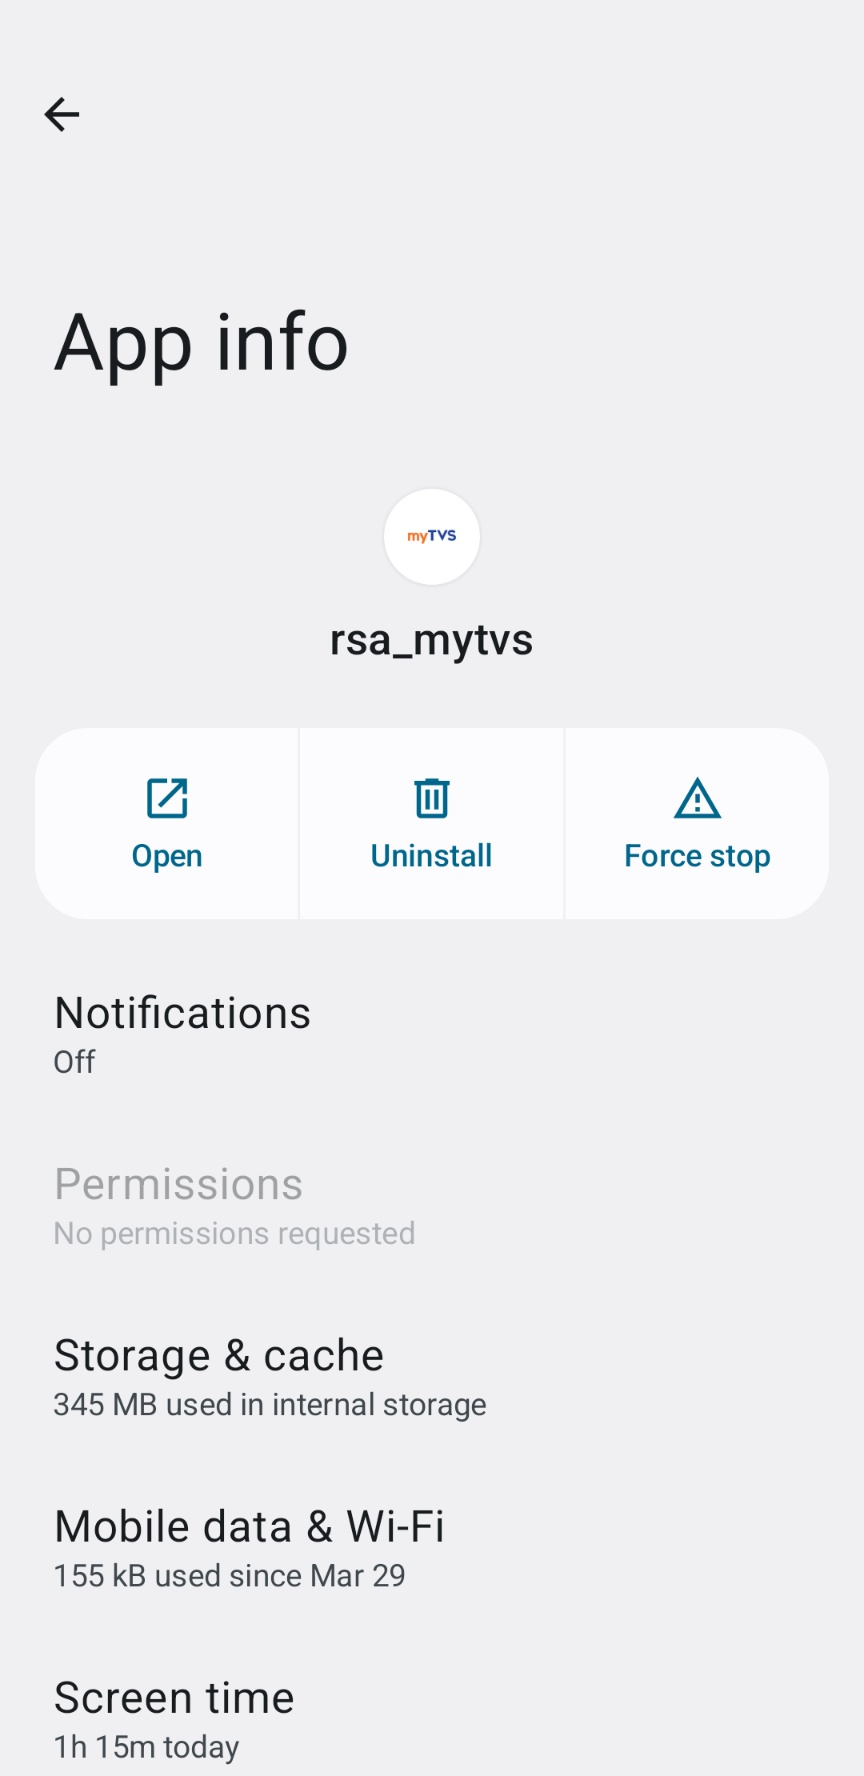 App info
myTVS
rsa_mytvs
Open
Uninstall
Force stop
Notifications
Off
Permissions
No permissions requested
Storage & cache
345 MB used in internal storage
Mobile data & Wi-Fi
155 kB used since Mar 29
Screen time
1h 15m today